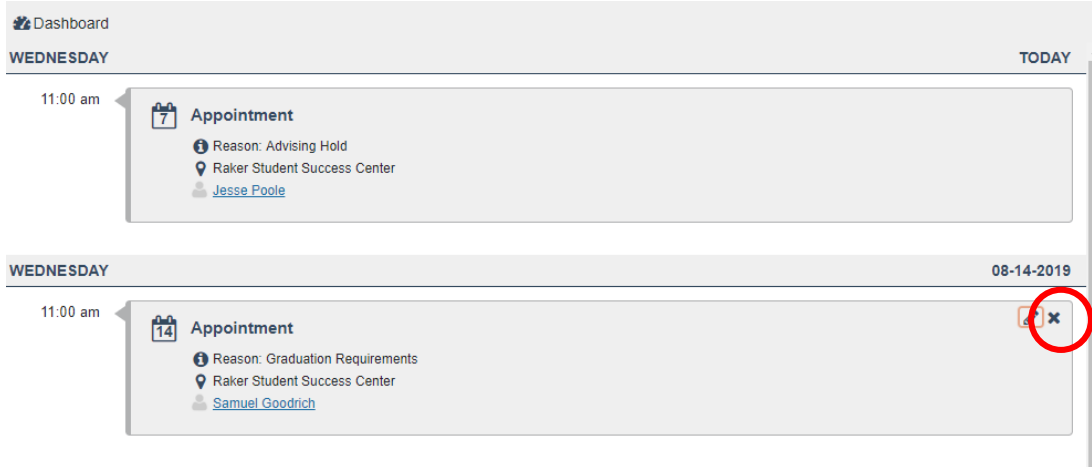 Dashboard
WEDNESDAY TODAY
11:00 am
7 Appointment
Reason: Advising Hold
Raker Student Success Center
Jesse Poole
WEDNESDAY 08-14-2019
11:00 am
14 Appointment
Reason: Graduation Requirements
Raker Student Success Center
Samuel Goodrich